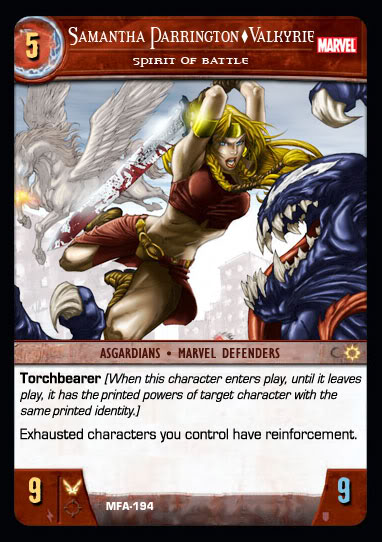 5
SAMANTHA PARRINGTON♦VALKYRIE
MARVEL
SPIRIT OF BATTLE
ASGARDIANS • MARVEL DEFENDERS
C
Torchbearer [When this character enters play, until it leaves
play, it has the printed powers of target character with the
same printed identity.]
Exhausted characters you control have reinforcement.
9
MFA-194
9